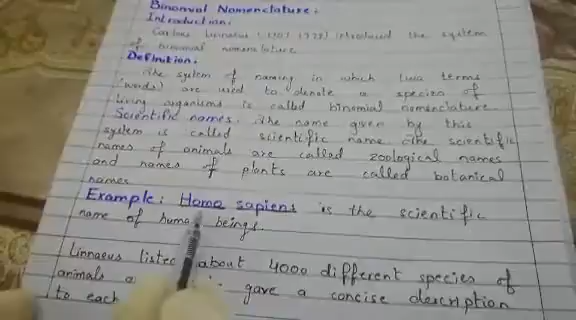 Binomal Nomenclature:
Introduction:
Carlous Linnaeus introduced the system
of binomal nomenclature
Definition:
The system of naming in which two terms
(words) are used to denote a species of
living organisms is called binomial nomenclature
Scientific names. The name given by this
system is called scientific name The scientific
names of animals are called zoological names
and names of plants are called botanical
names
Example: Homo sapiens is the scientific
name of human beings.
Linnaeus listed about 4000 different species of
animals gave a concise description
to each